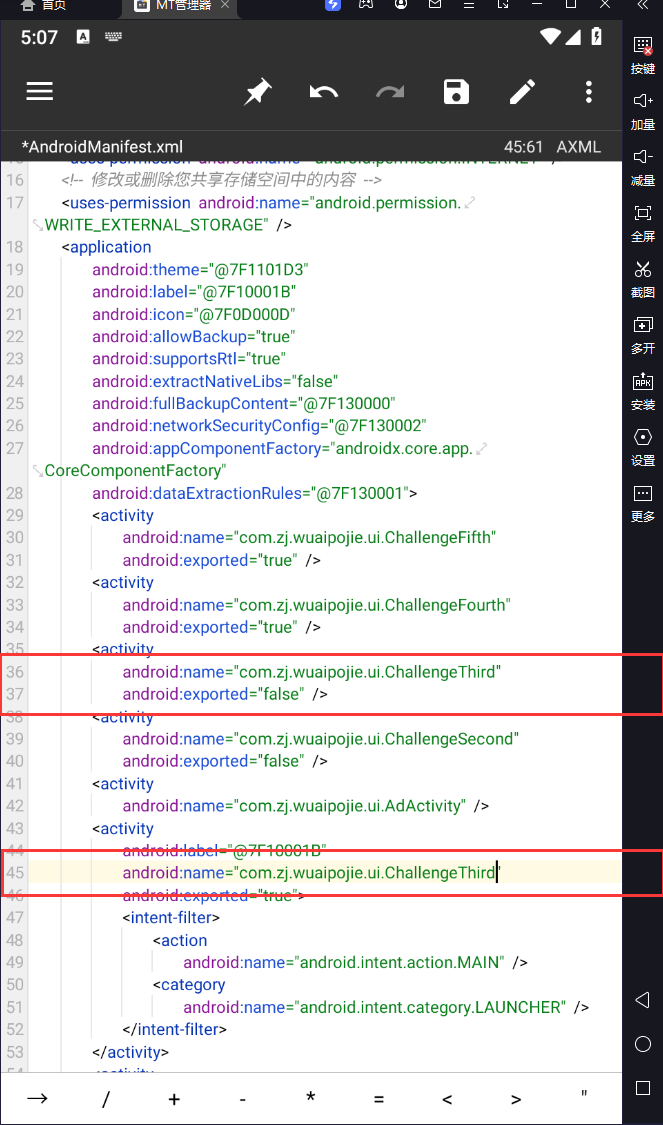 首页
MT管理器
5:07
A
*AndroidManifest.xml
45:61 AXML
16 <!-- 修改或删除您共享存储空间中的内容 -->
17 <uses-permission android:name="android.permission.
WRITE_EXTERNAL_STORAGE" />
18 <application
19 android:theme="@7F1101D3"
20 android:label="@7F10001B"
21 android:icon="@7F0D000D"
22 android:allowBackup="true"
23 android:supportsRtl="true"
24 android:extractNativeLibs="false"
25 android:fullBackupContent="@7F130000"
26 android:networkSecurityConfig="@7F130002"
27 android:appComponentFactory="androidx.core.app.
CoreComponentFactory"
28 android:dataExtractionRules="@7F130001">
29 <activity
30 android:name="com.zj.wuaipojie.ui.ChallengeFifth"
31 android:exported="true" />
32 <activity
33 android:name="com.zj.wuaipojie.ui.ChallengeFourth"
34 android:exported="true" />
35 <activity
36 android:name="com.zj.wuaipojie.ui.ChallengeThird"
37 android:exported="false" />
38 <activity
39 android:name="com.zj.wuaipojie.ui.ChallengeSecond"
40 android:exported="false" />
41 <activity
42 android:name="com.zj.wuaipojie.ui.AdActivity" />
43 <activity
44 android:label="@7F10001B"
45 android:name="com.zj.wuaipojie.ui.ChallengeThird"
46 android:exported="true">
47 <intent-filter>
48 <action
49 android:name="android.intent.action.MAIN" />
50 <category
51 android:name="android.intent.category.LAUNCHER" />
52 </intent-filter>
53 </activity>
→ / + - * = < > "
按键
加量
减量
全屏
截图
多开
APK
安装
设置
更多